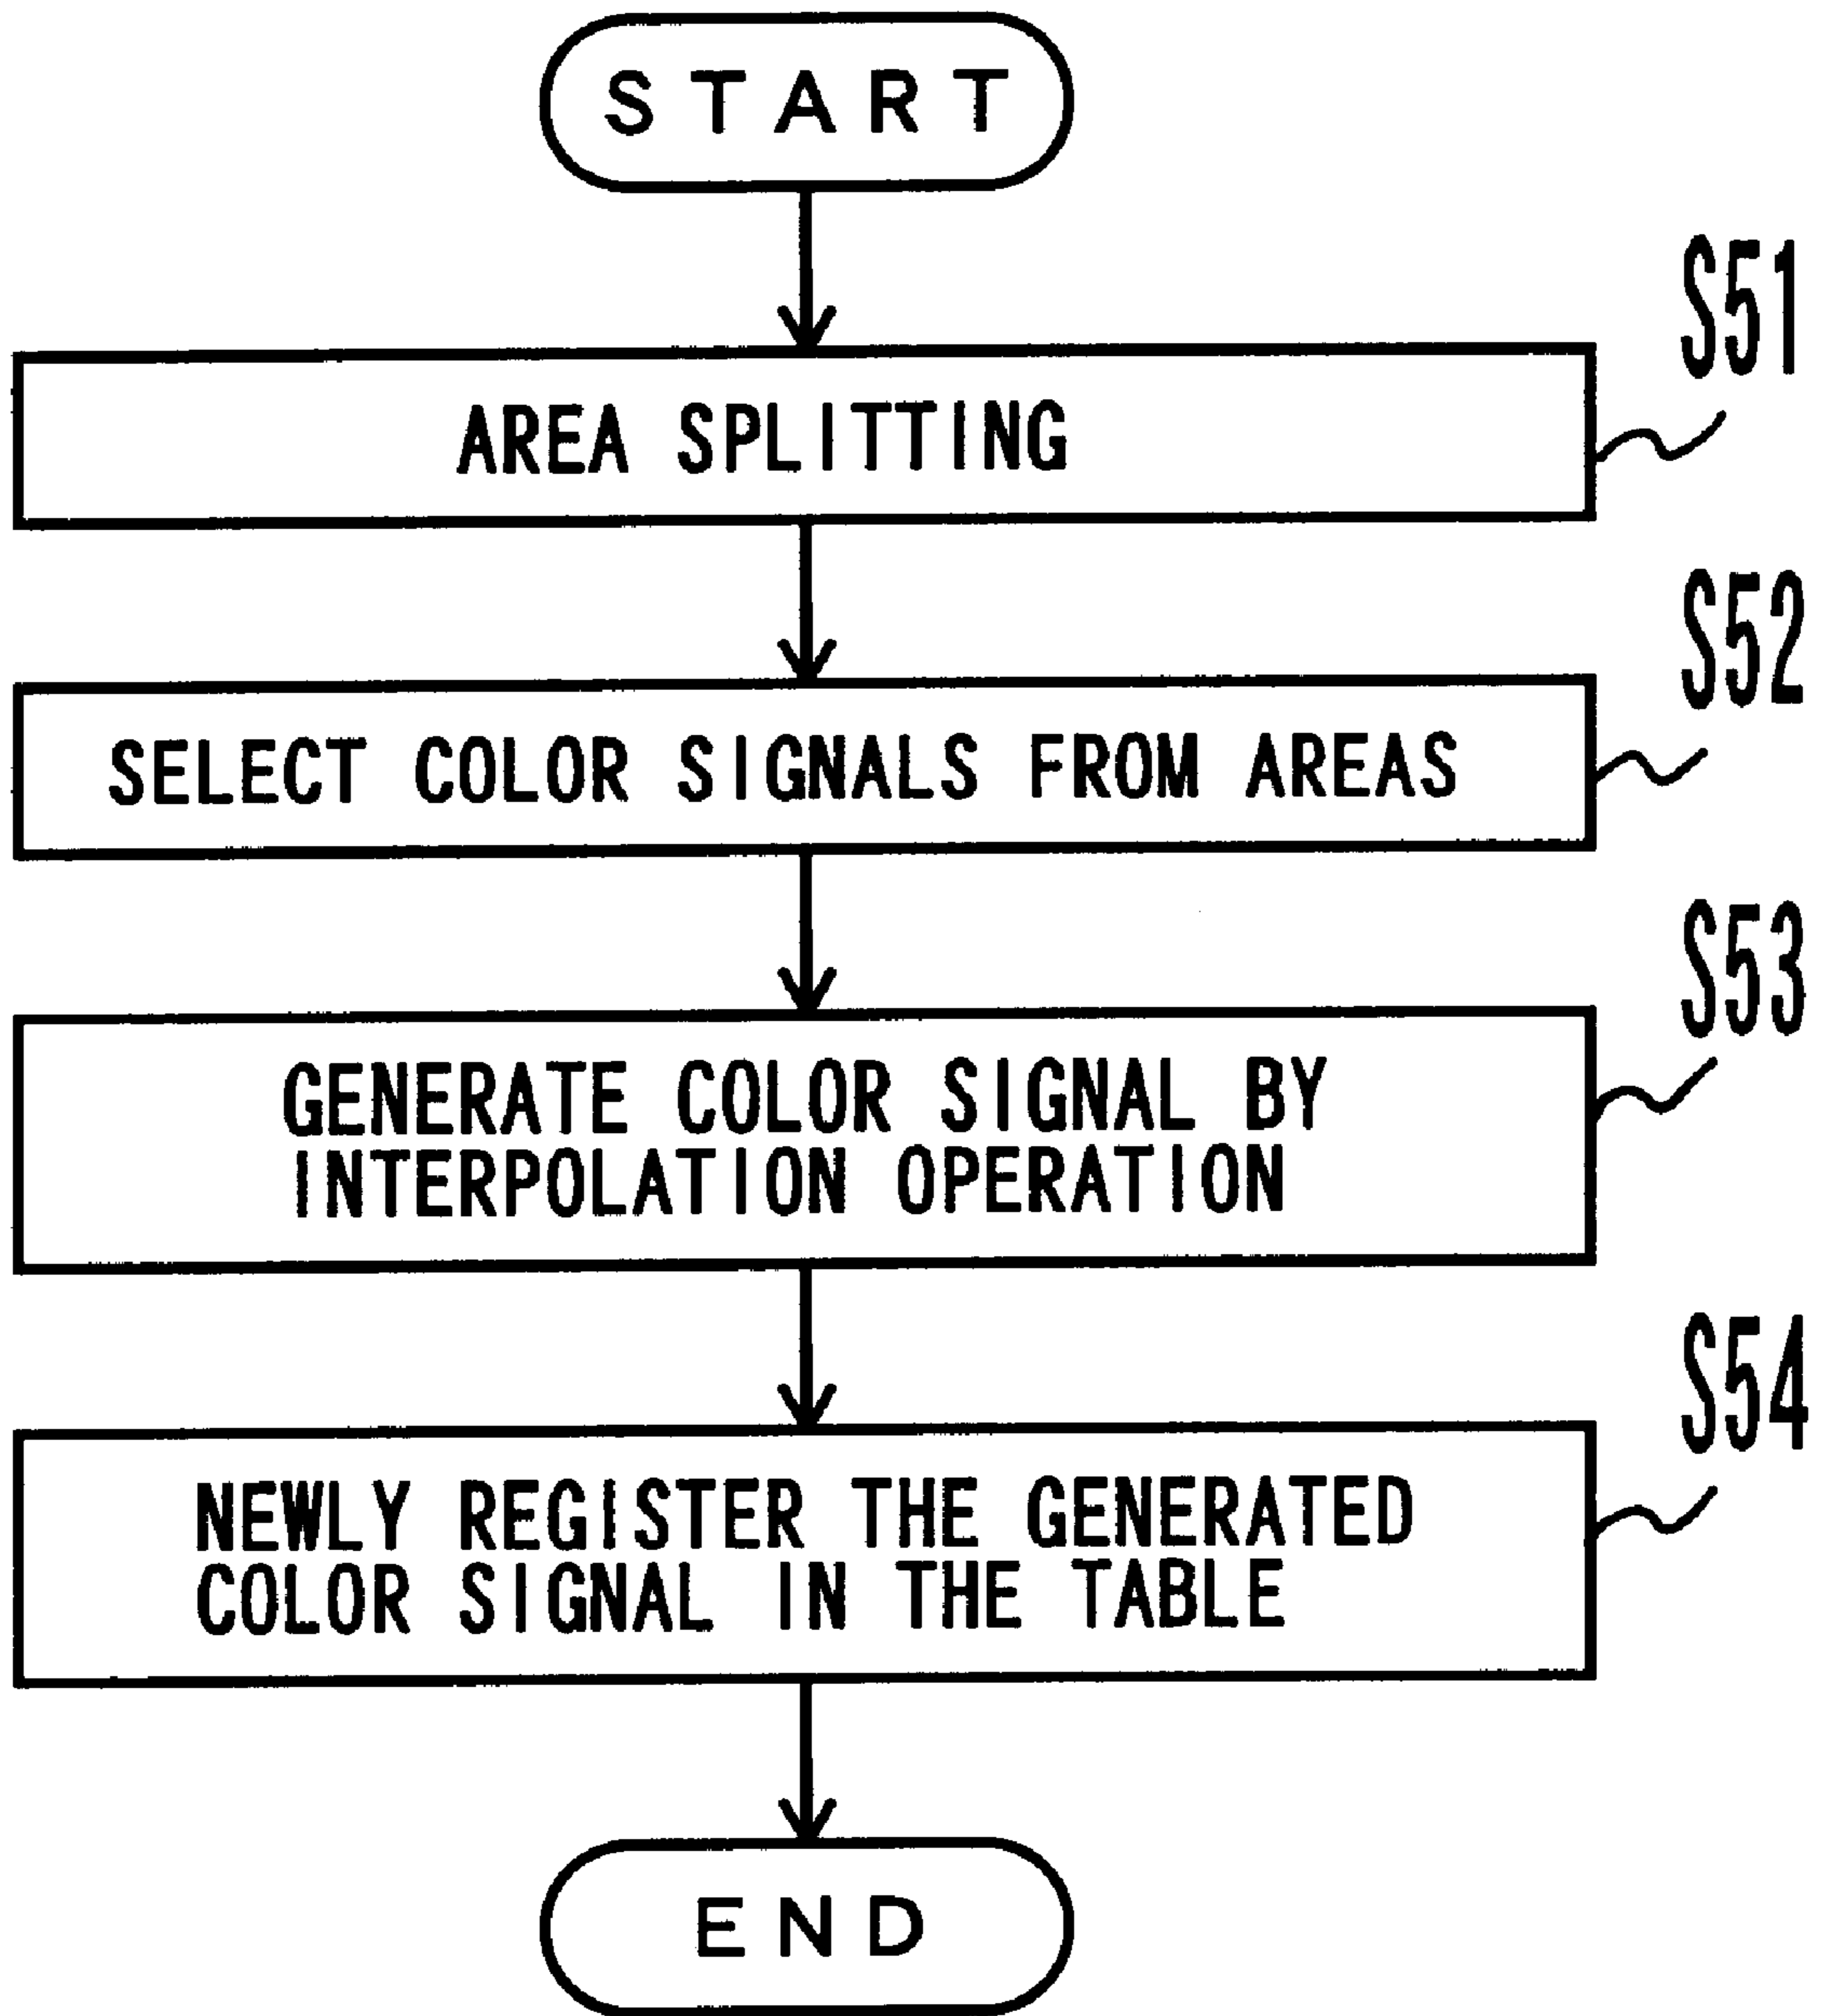 START
S51
AREA SPLITTING
S52
SELECT COLOR SIGNALS FROM AREAS
S53
GENERATE COLOR SIGNAL BY
INTERPOLATION OPERATION
S54
NEWLY REGISTER THE GENERATED
COLOR SIGNAL IN THE TABLE
END